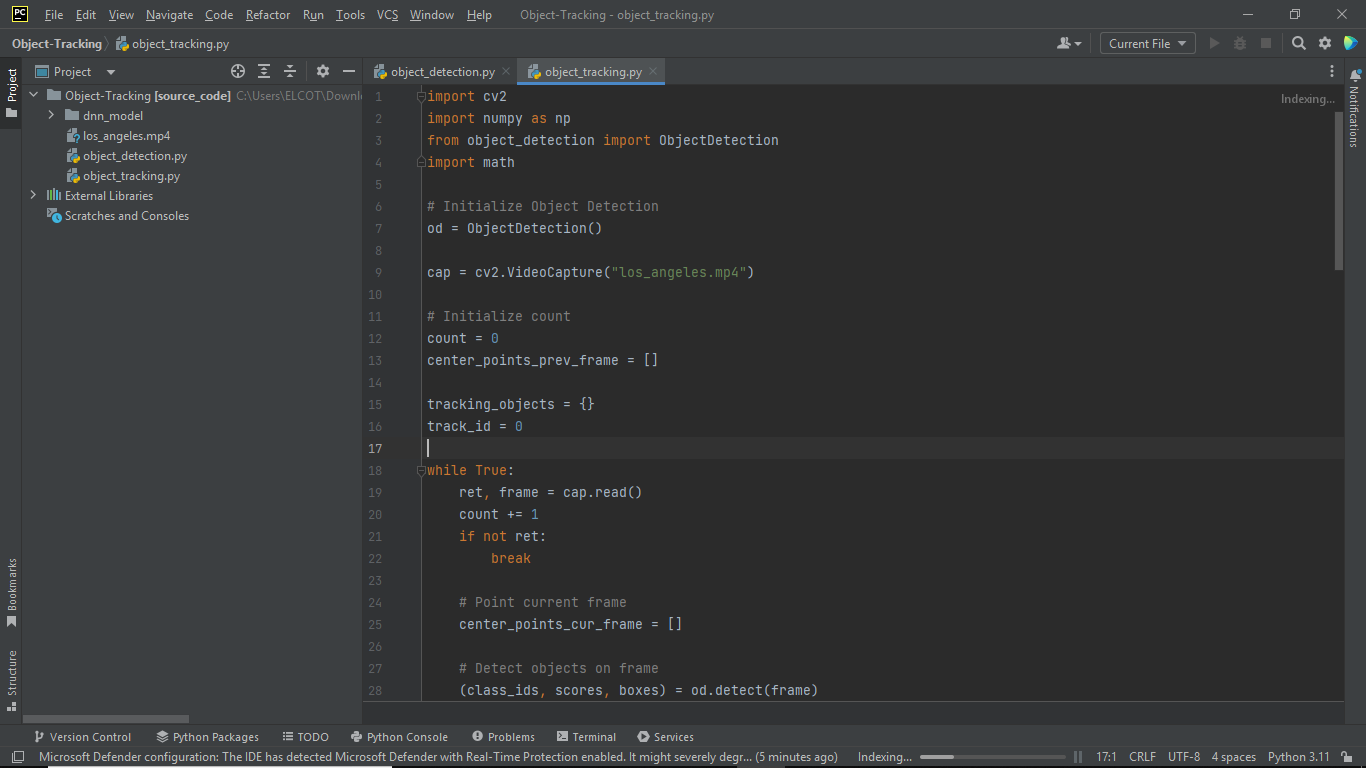 PC File Edit View Navigate Code Refactor Run Tools VCS Window Help Object-Tracking - object_tracking.py
Object-Tracking object_tracking.py Current File
Project
Project
Object-Tracking [source_code] C:\Users\ELCOT\Downl
dnn_model
los_angeles.mp4
object_detection.py
object_tracking.py
External Libraries
Scratches and Consoles
object_detection.py object_tracking.py
Indexing...
1 import cv2
2 import numpy as np
3 from object_detection import ObjectDetection
4 import math
5
6 # Initialize Object Detection
7 od = ObjectDetection()
8
9 cap = cv2.VideoCapture("los_angeles.mp4")
10
11 # Initialize count
12 count = 0
13 center_points_prev_frame = []
14
15 tracking_objects = {}
16 track_id = 0
17
18 while True:
19 ret, frame = cap.read()
20 count += 1
21 if not ret:
22 break
23
24 # Point current frame
25 center_points_cur_frame = []
26
27 # Detect objects on frame
28 (class_ids, scores, boxes) = od.detect(frame)
Notifications
Bookmarks
Structure
Version Control Python Packages TODO Python Console Problems Terminal Services
Microsoft Defender configuration: The IDE has detected Microsoft Defender with Real-Time Protection enabled. It might severely degr... (5 minutes ago) Indexing... 17:1 CRLF UTF-8 4 spaces Python 3.11